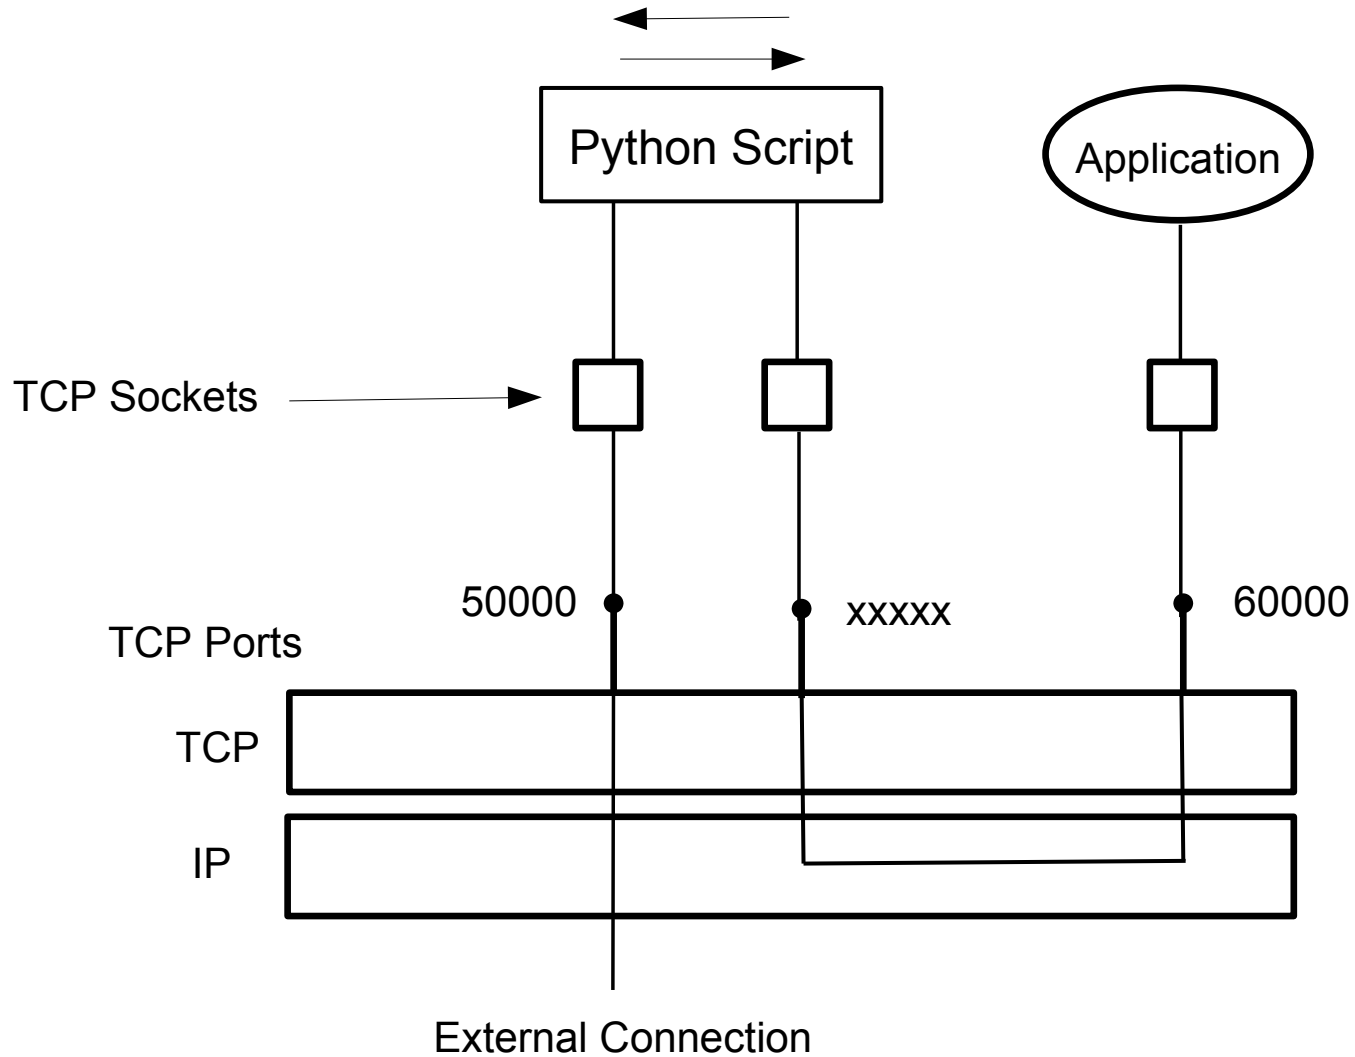 Python Script
Application
TCP Sockets
50000
xxxxx
60000
TCP Ports
TCP
IP
External Connection